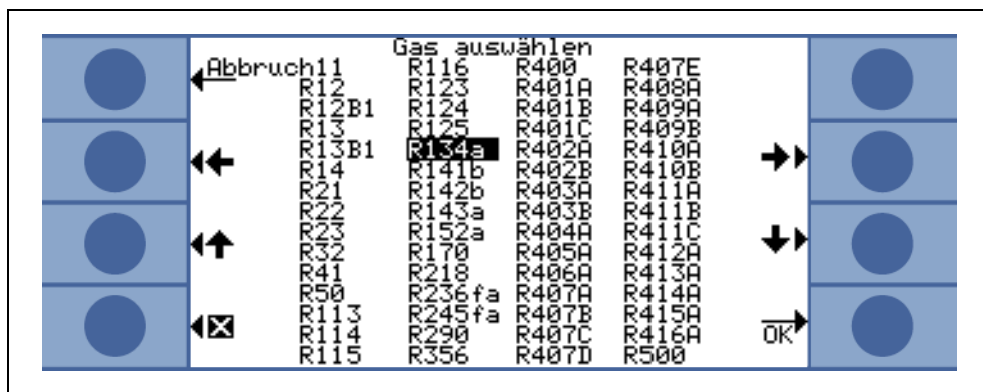 Gas auswählen
Abbruch11 R116 R400 R407E
R12 R123 R401A R408A
R12B1 R124 R401B R409A
R13 R125 R401C R409B
R13B1 R134a R402A R410A
R14 R141b R402B R410B
R21 R142b R403A R411A
R22 R143a R403B R411B
R23 R152a R404A R411C
R32 R170 R405A R412A
R41 R218 R406A R413A
R50 R236fa R407A R414A
R113 R245fa R407B R415A
R114 R290 R407C R416A
OK
R115 R356 R407D R500